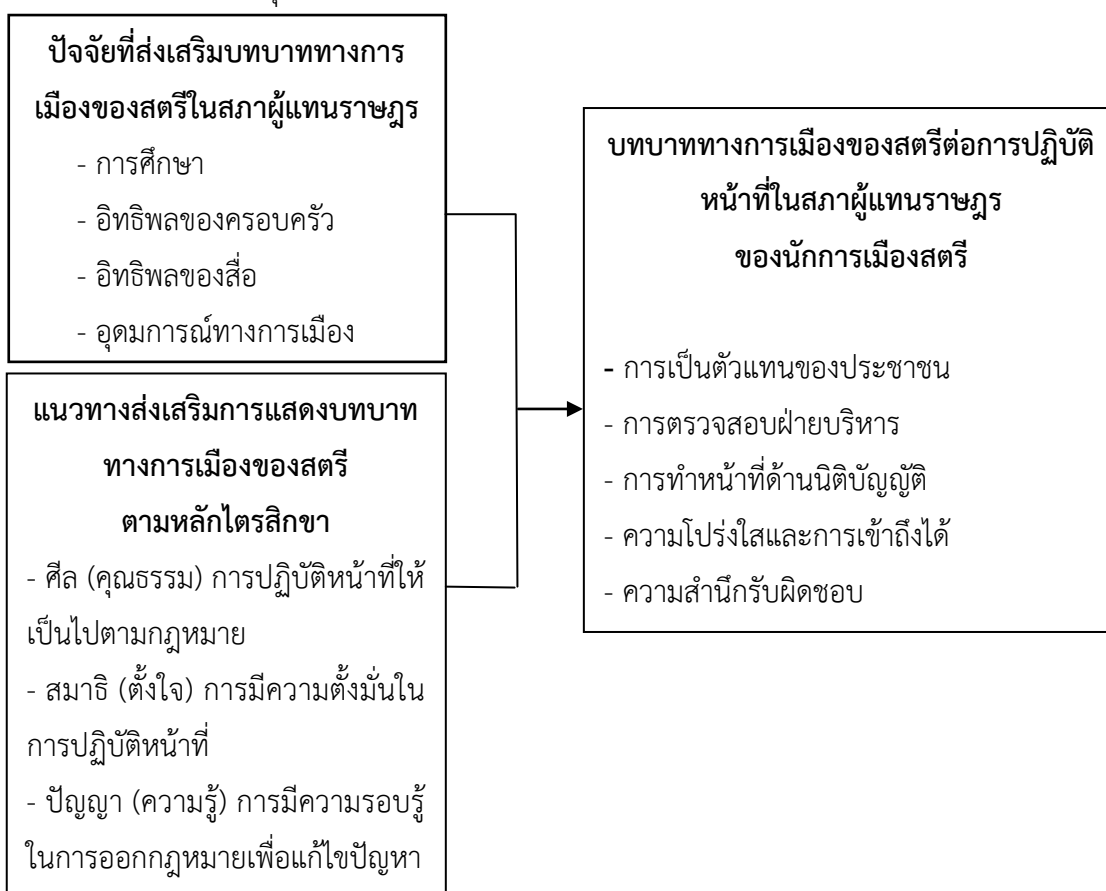 ปัจจัยที่ส่งเสริมบทบาททางการ
เมืองของสตรีในสภาผู้แทนราษฎร
- การศึกษา
- อิทธิพลของครอบครัว
- อิทธิพลของสื่อ
- อุดมการณ์ทางการเมือง
แนวทางส่งเสริมการแสดงบทบาท
ทางการเมืองของสตรี
ตามหลักไตรสิกขา
- ศีล (คุณธรรม) การปฏิบัติหน้าที่ให้
เป็นไปตามกฎหมาย
- สมาธิ (ตั้งใจ) การมีความตั้งมั่นใน
การปฏิบัติหน้าที่
- ปัญญา (ความรู้) การมีความรอบรู้
ในการออกกฎหมายเพื่อแก้ไขปัญหา
บทบาททางการเมืองของสตรีต่อการปฏิบัติ
หน้าที่ในสภาผู้แทนราษฎร
ของนักการเมืองสตรี
- การเป็นตัวแทนของประชาชน
- การตรวจสอบฝ่ายบริหาร
- การทำหน้าที่ด้านนิติบัญญัติ
- ความโปร่งใสและการเข้าถึงได้
- ความสำนึกรับผิดชอบ